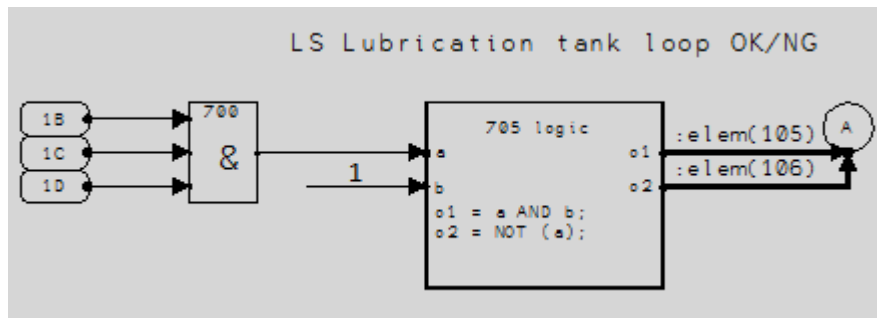 LS Lubrication tank loop OK/NG
1B
1C
1D
700
&
1
705 logic
a
b
o1
o2
o1 = a AND b;
o2 = NOT (a);
:elem(105)
:elem(106)
A